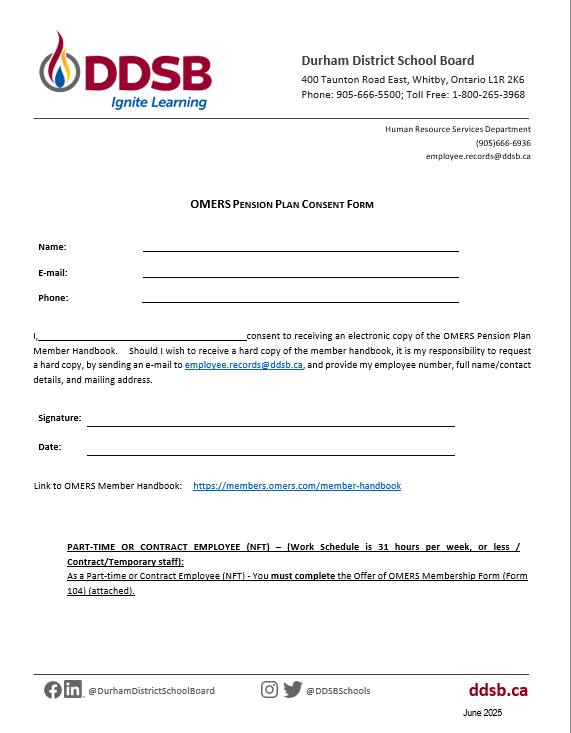 DDSB
Ignite Learning
Durham District School Board
400 Taunton Road East, Whitby, Ontario L1R 2K6
Phone: 905-666-5500; Toll Free: 1-800-265-3968
Human Resource Services Department
(905)666-6936
employee.records@ddsb.ca
OMERS PENSION PLAN CONSENT FORM
Name:
E-mail:
Phone:
I,________________________________________consent to receiving an electronic copy of the OMERS Pension Plan
Member Handbook. Should I wish to receive a hard copy of the member handbook, it is my responsibility to request
a hard copy, by sending an e-mail to employee.records@ddsb.ca, and provide my employee number, full name/contact
details, and mailing address.
Signature:
Date:
Link to OMERS Member Handbook: https://members.omers.com/member-handbook
PART-TIME OR CONTRACT EMPLOYEE (NFT) – (Work Schedule is 31 hours per week, or less /
Contract/Temporary staff):
As a Part-time or Contract Employee (NFT) - You must complete the Offer of OMERS Membership Form (Form
104) (attached).
@DurhamDistrictSchoolBoard @DDSBSchools ddsb.ca
June 2025